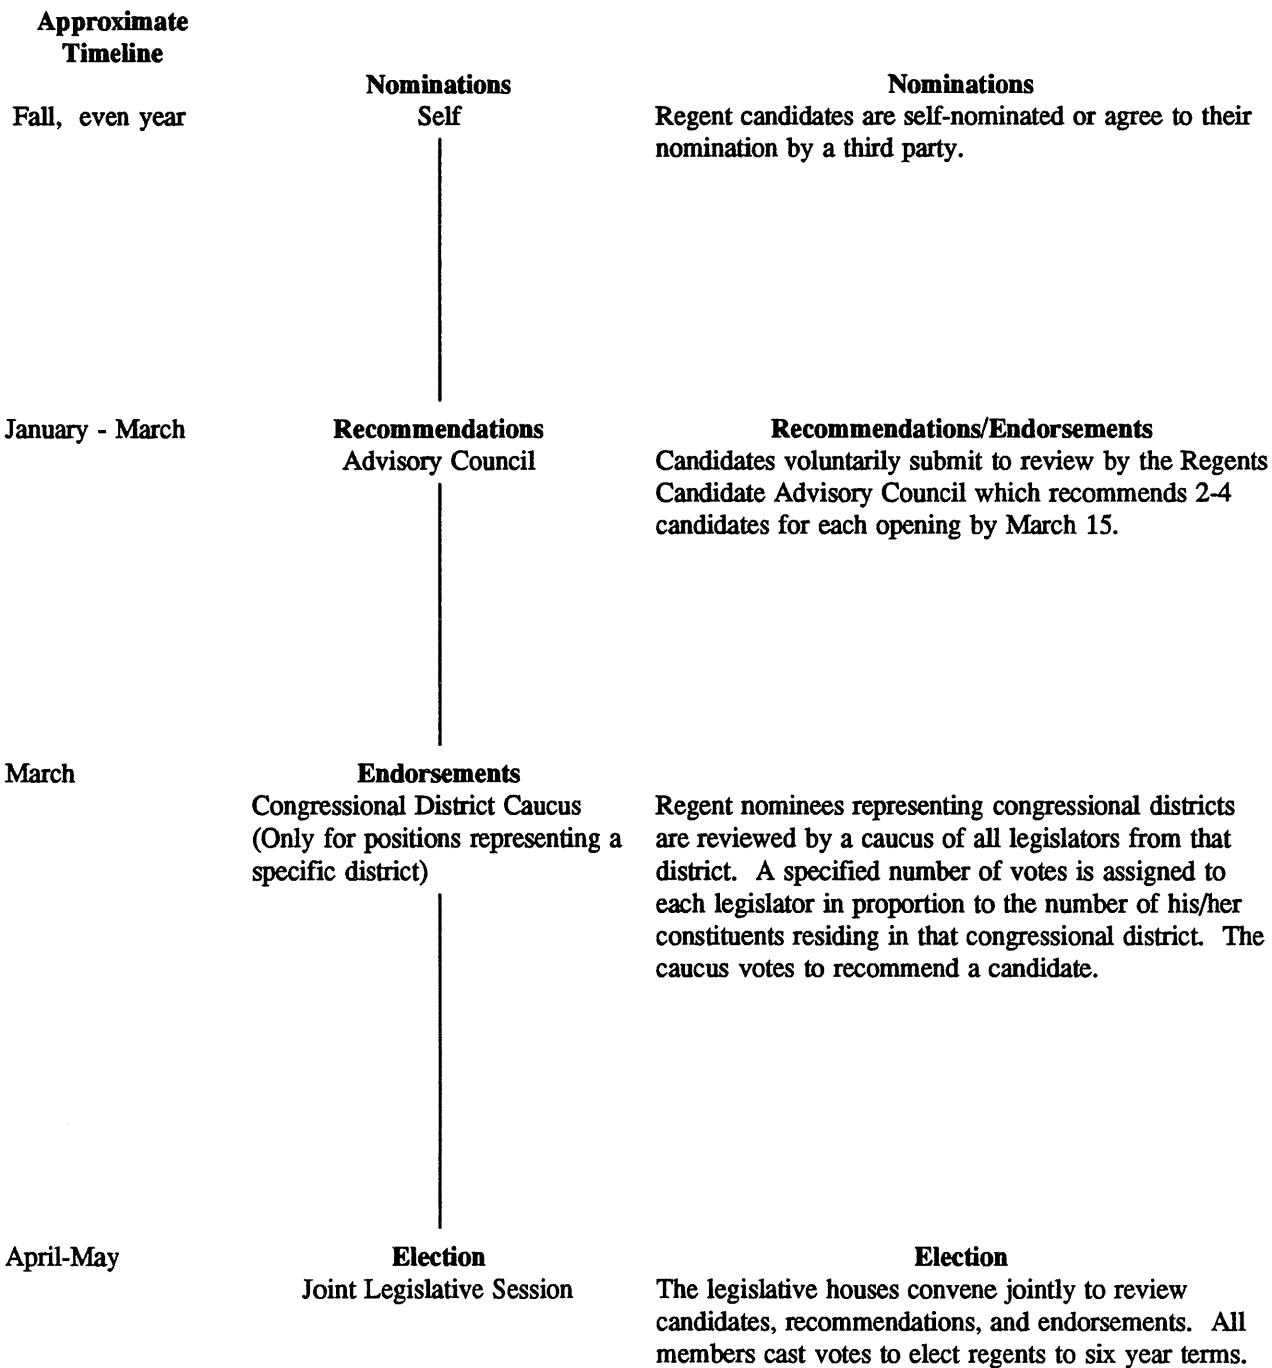 Approximate
Timeline
Nominations
Nominations
Fall, even year
Self
Regent candidates are self-nominated or agree to their
nomination by a third party.
January - March
Recommendations
Recommendations/Endorsements
Advisory Council
Candidates voluntarily submit to review by the Regents
Candidate Advisory Council which recommends 2-4
candidates for each opening by March 15.
March
Endorsements
Congressional District Caucus
(Only for positions representing a
specific district)
Regent nominees representing congressional districts
are reviewed by a caucus of all legislators from that
district. A specified number of votes is assigned to
each legislator in proportion to the number of his/her
constituents residing in that congressional district. The
caucus votes to recommend a candidate.
April-May
Election
Election
Joint Legislative Session
The legislative houses convene jointly to review
candidates, recommendations, and endorsements. All
members cast votes to elect regents to six year terms.